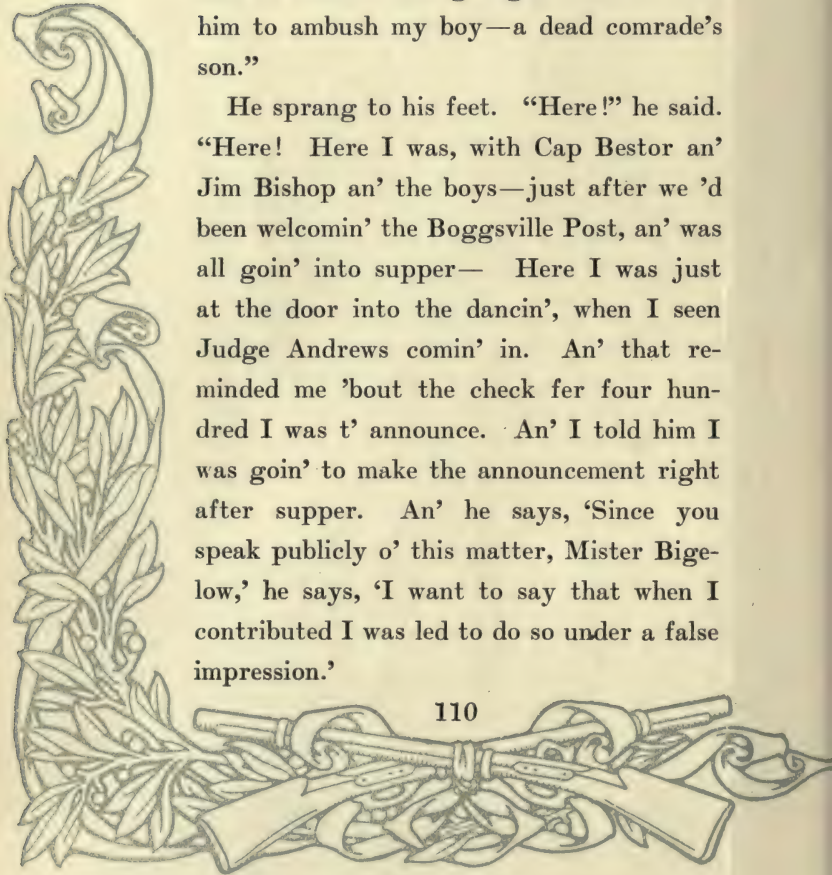 him to ambush my boy—a dead comrade’s
son.”
He sprang to his feet. “Here!” he said.
“Here! Here I was, with Cap Bestor an’
Jim Bishop an’ the boys—just after we ’d
been welcomin’ the Boggsville Post, an’ was
all goin’ into supper— Here I was just
at the door into the dancin’, when I seen
Judge Andrews comin’ in. An’ that re-
minded me ’bout the check fer four hun-
dred I was t’ announce. An’ I told him I
was goin’ to make the announcement right
after supper. An’ he says, ‘Since you
speak publicly o’ this matter, Mister Bige-
low,’ he says, ‘I want to say that when I
contributed I was led to do so under a false
impression.’
110